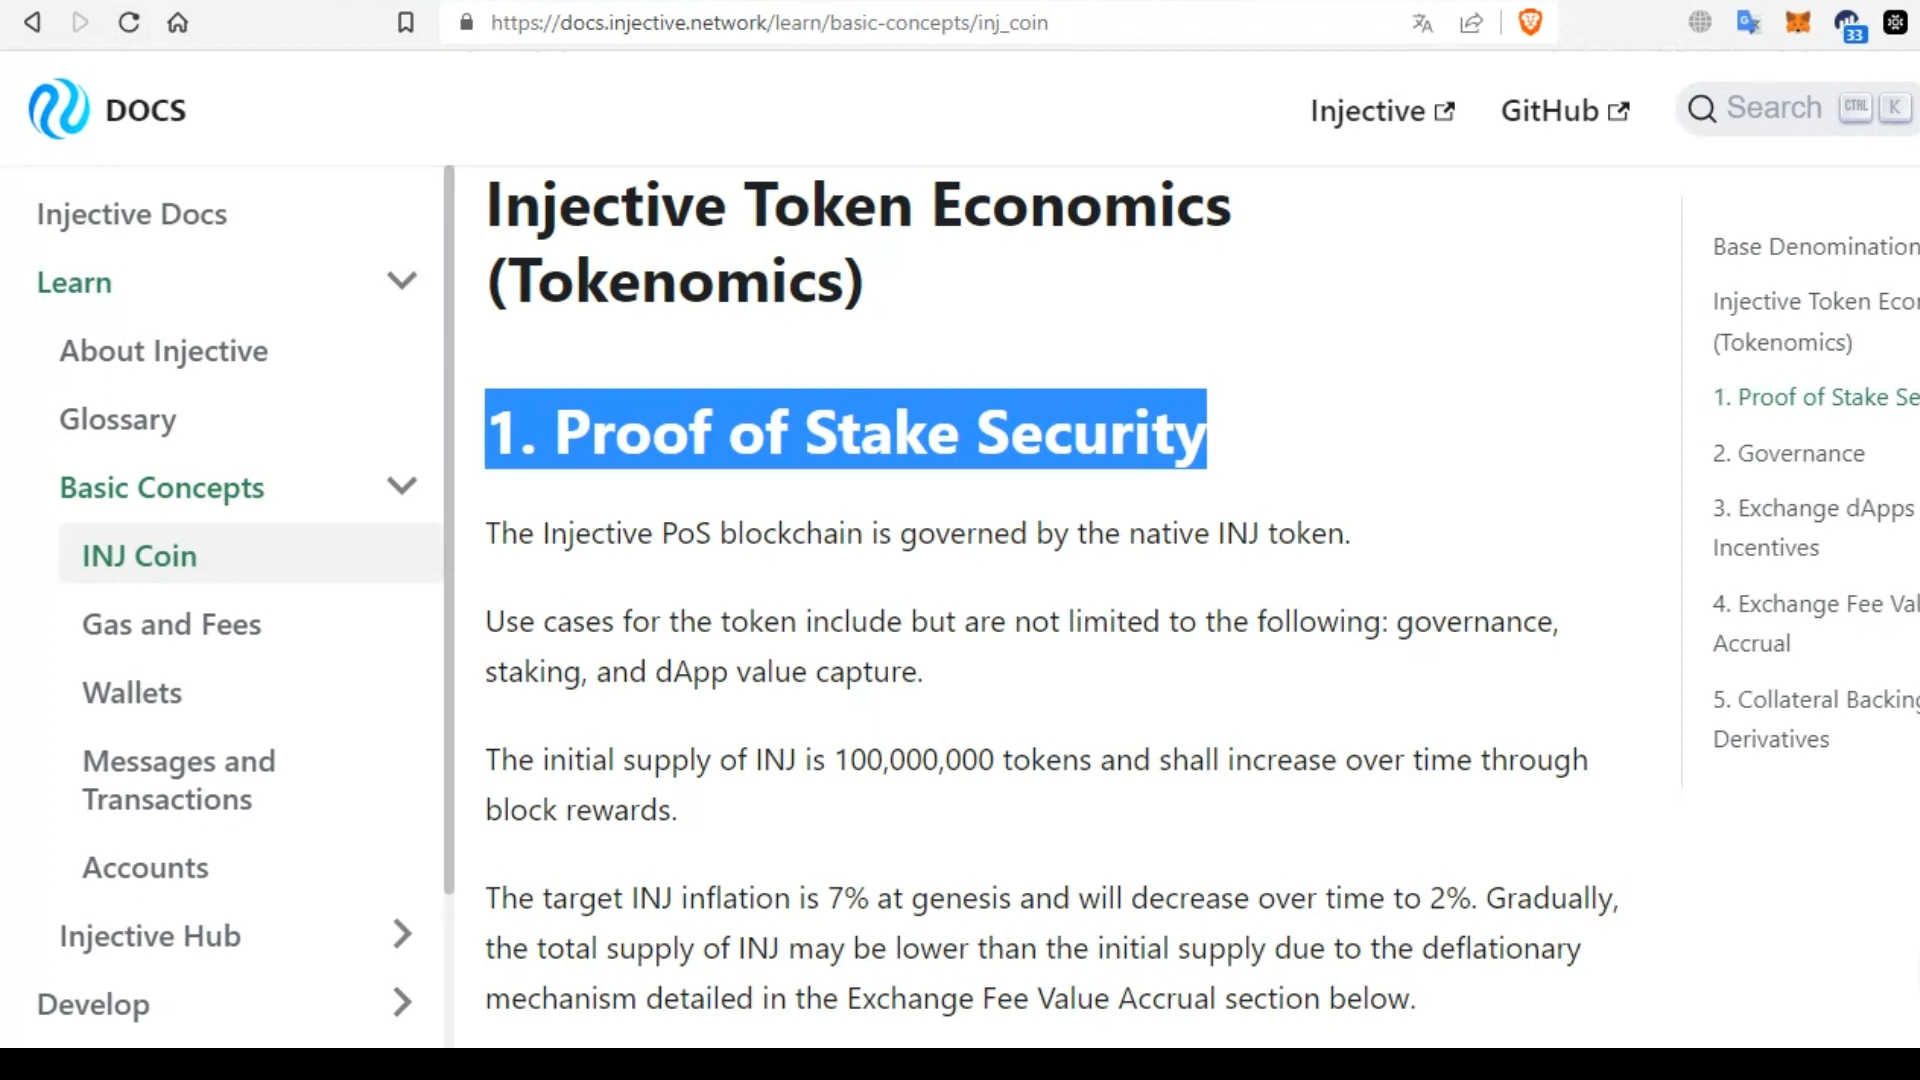 https://docs.injective.network/learn/basic-concepts/inj_coin
33
DOCS
Injective
GitHub
Search
CTRL
K
Injective Docs
Learn
About Injective
Glossary
Basic Concepts
INJ Coin
Gas and Fees
Wallets
Messages and
Transactions
Accounts
Injective Hub
Develop
Injective Token Economics
(Tokenomics)
1. Proof of Stake Security
The Injective PoS blockchain is governed by the native INJ token.
Use cases for the token include but are not limited to the following: governance,
staking, and dApp value capture.
The initial supply of INJ is 100,000,000 tokens and shall increase over time through
block rewards.
The target INJ inflation is 7% at genesis and will decrease over time to 2%. Gradually,
the total supply of INJ may be lower than the initial supply due to the deflationary
mechanism detailed in the Exchange Fee Value Accrual section below.
Base Denomination
Injective Token Eco
(Tokenomics)
1. Proof of Stake Se
2. Governance
3. Exchange dApps
Incentives
4. Exchange Fee Val
Accrual
5. Collateral Backing
Derivatives